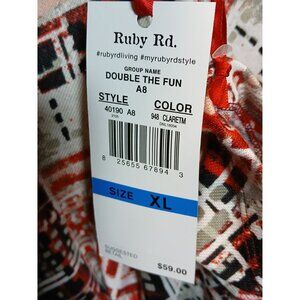 Ruby Rd.
#rubyrdliving #myrubyrdstyle
GROUP NAME
DOUBLE THE FUN
A8
STYLE COLOR
40190 A8 948 CLARETM
8 25655 67894 3
SIZE XL
SUGGESTED
RETAIL
$59.00